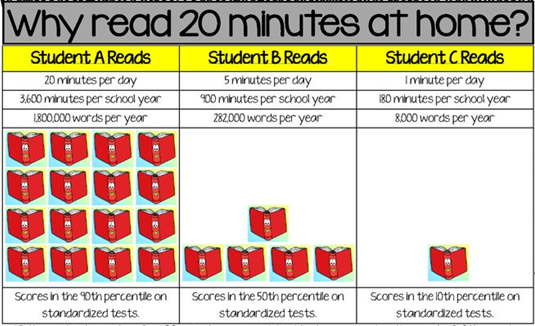 Why read 20 minutes at home?
Student A Reads
Student B Reads
Student C Reads
20 minutes per day
5 minutes per day
1 minute per day
3,600 minutes per school year
900 minutes per school year
180 minutes per school year
1,800,000 words per year
282,000 words per year
8,000 words per year
Scores in the 90th percentile on
standardized tests.
Scores in the 50th percentile on
standardized tests.
Scores in the 10th percentile on
standardized tests.